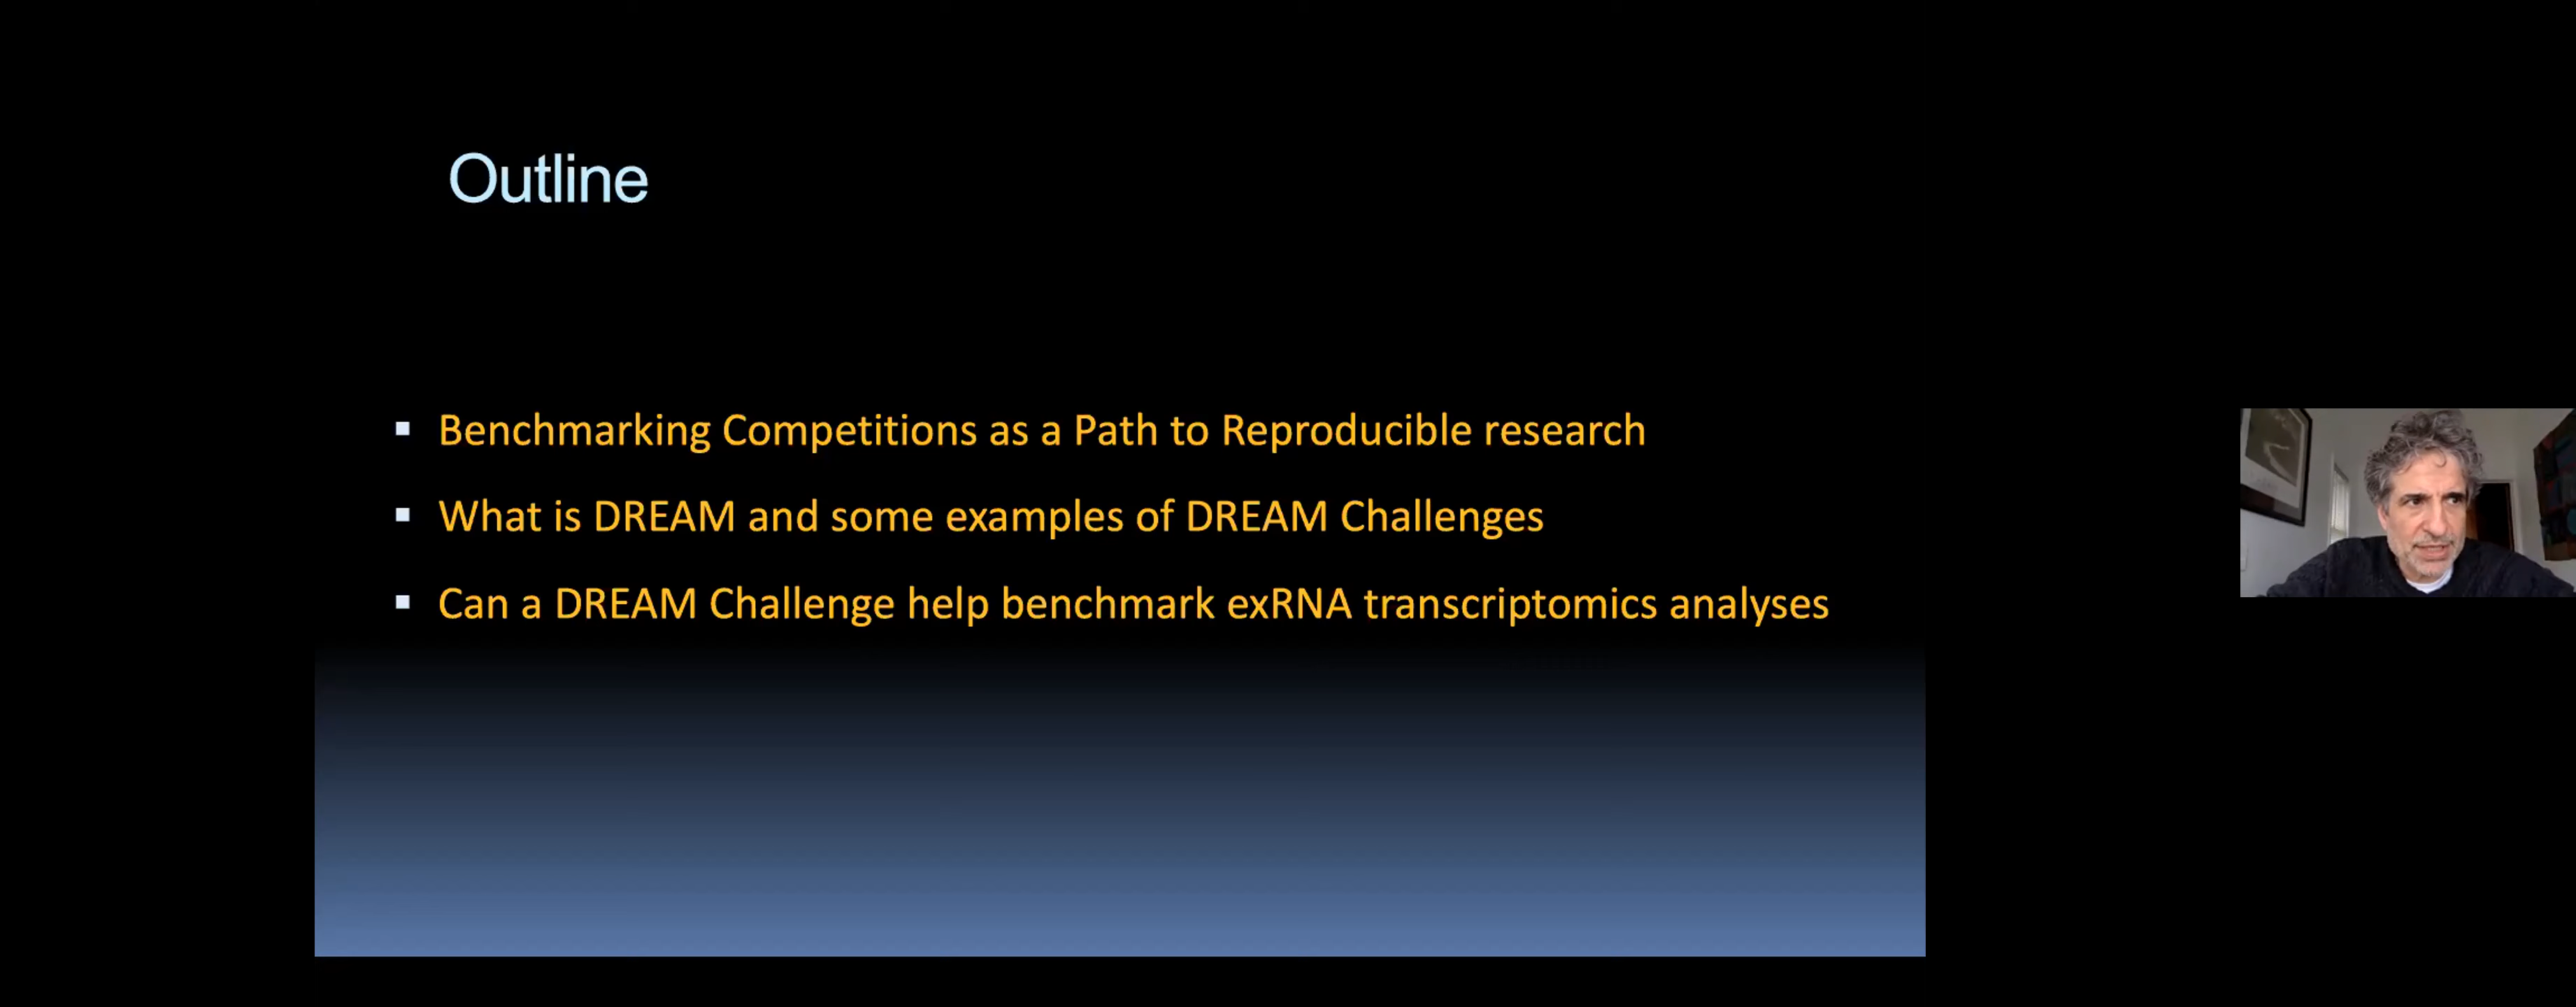 Outline
Benchmarking Competitions as a Path to Reproducible research
What is DREAM and some examples of DREAM Challenges
Can a DREAM Challenge help benchmark exRNA transcriptomics analyses